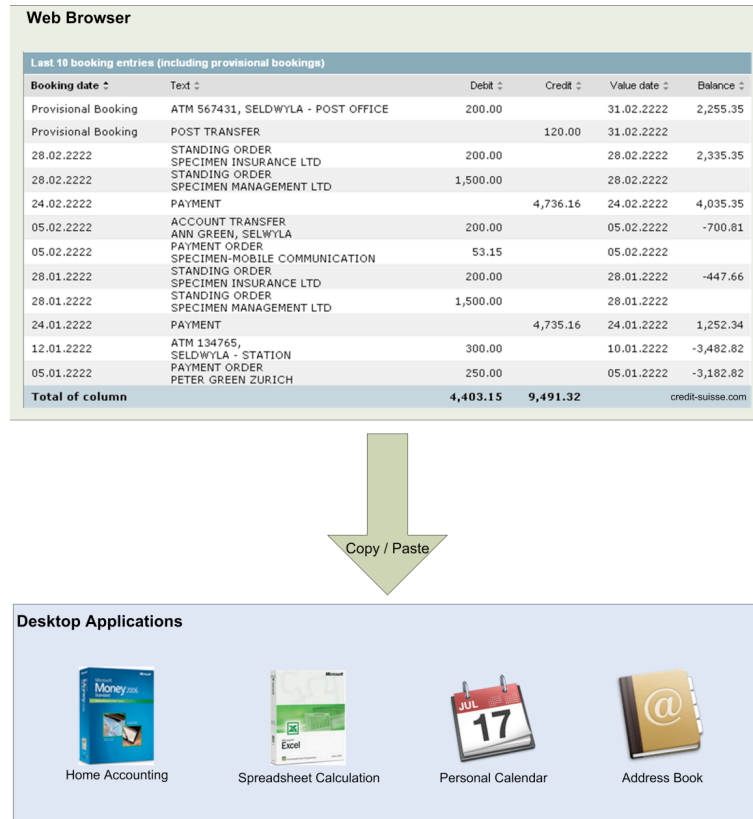 Web Browser
Last 10 booking entries (including provisional bookings)
Booking date Text Debit Credit Value date Balance
Provisional Booking ATM 567431, SELDWYLA - POST OFFICE 200.00 31.02.2222 2,255.35
Provisional Booking POST TRANSFER 120.00 31.02.2222
28.02.2222 STANDING ORDER 200.00 28.02.2222 2,335.35
SPECIMEN INSURANCE LTD
28.02.2222 STANDING ORDER 1,500.00 28.02.2222
SPECIMEN MANAGEMENT LTD
24.02.2222 PAYMENT 4,736.16 24.02.2222 4,035.35
05.02.2222 ACCOUNT TRANSFER 200.00 05.02.2222 -700.81
ANN GREEN, SELWYLA
05.02.2222 PAYMENT ORDER 53.15 05.02.2222
SPECIMEN-MOBILE COMMUNICATION
28.01.2222 STANDING ORDER 200.00 28.01.2222 -447.66
SPECIMEN INSURANCE LTD
28.01.2222 STANDING ORDER 1,500.00 28.01.2222
SPECIMEN MANAGEMENT LTD
24.01.2222 PAYMENT 4,735.16 24.01.2222 1,252.34
12.01.2222 ATM 134765, 300.00 10.01.2222 -3,482.82
SELDWYLA - STATION
05.01.2222 PAYMENT ORDER 250.00 05.01.2222 -3,182.82
PETER GREEN ZURICH
Total of column 4,403.15 9,491.32 credit-suisse.com
Copy / Paste
Desktop Applications
Microsoft
Money 2006
Standard
Microsoft
Microsoft
Excel
JUL
17
@
Home Accounting
Spreadsheet Calculation
Personal Calendar
Address Book